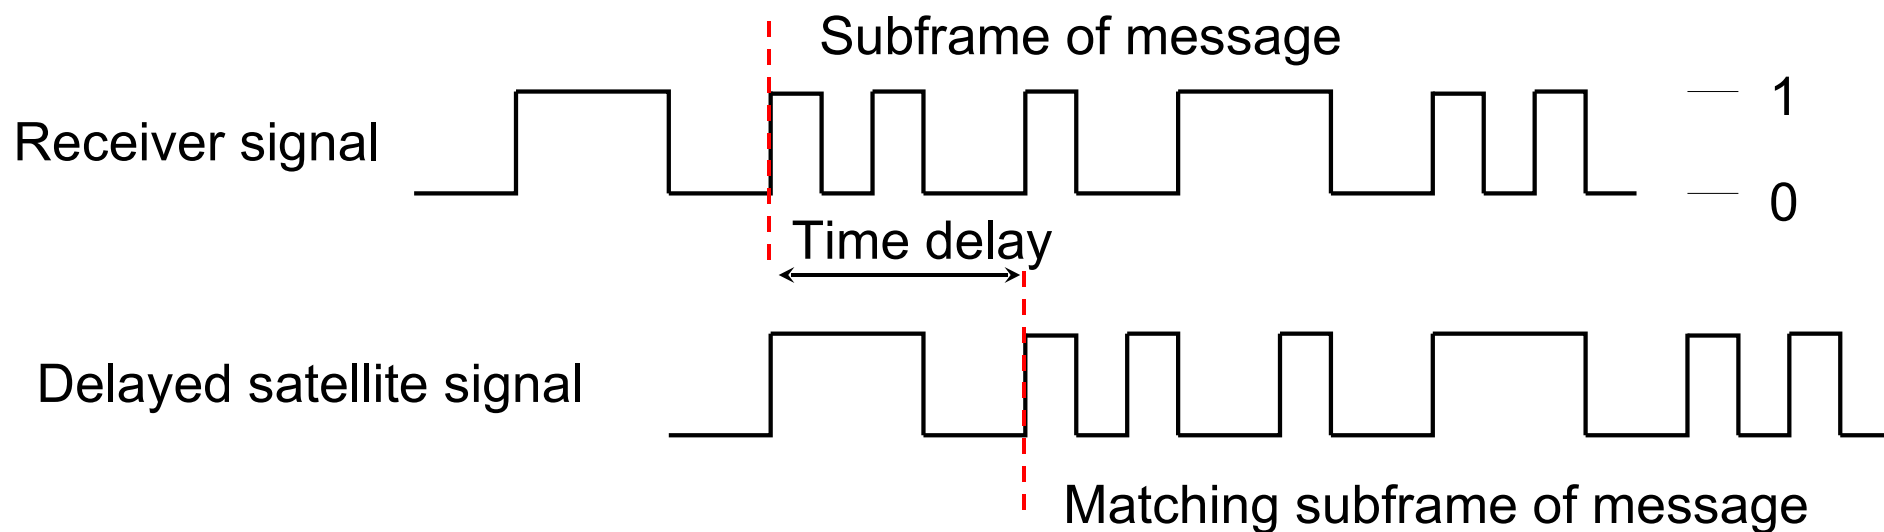 Subframe of message
1
Receiver signal
0
Time delay
Delayed satellite signal
Matching subframe of message